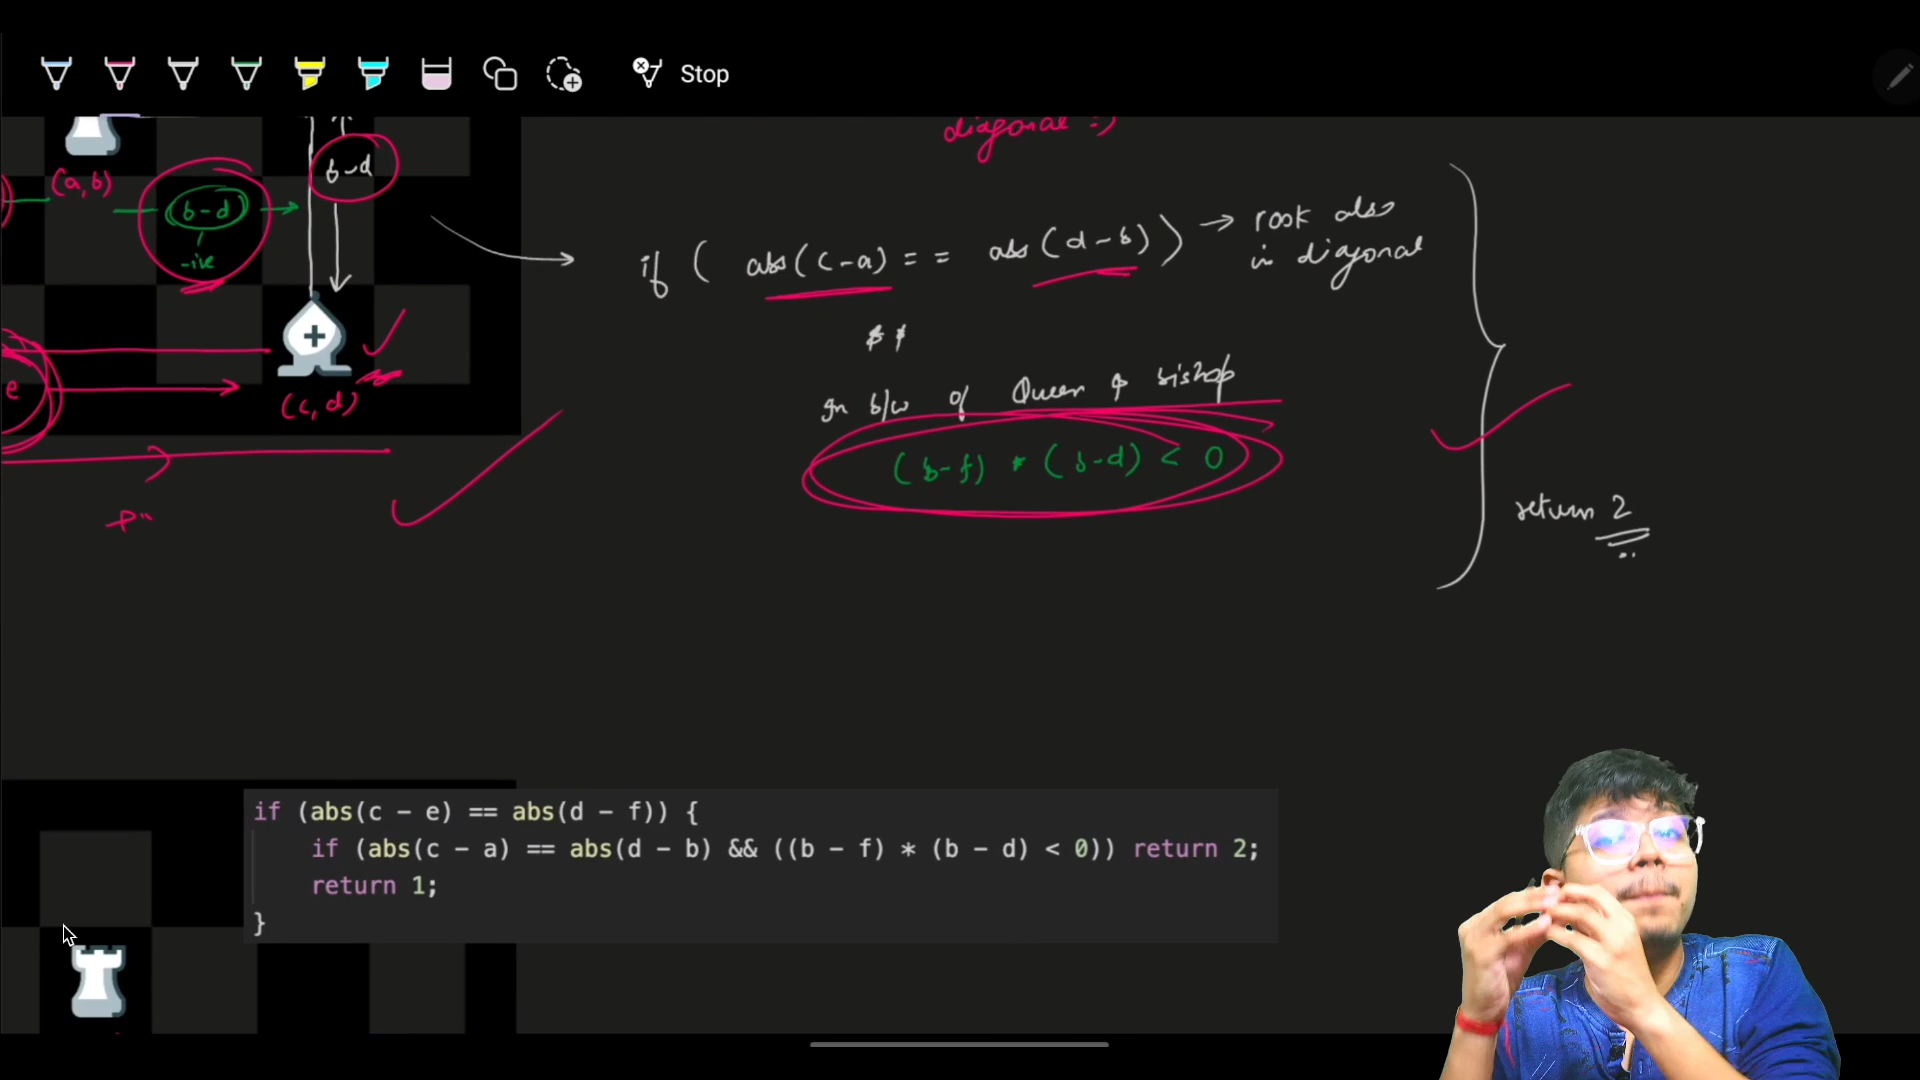 Stop
diagonal :)
b-d
(a, b)
b-d
-ive
if ( abs(c-a) == abs(d-b) ) → rook also
in diagonal
&&
e
(c, d)
In b/w of Queen & bishop
(b-f) * (b-d) < 0
return 2
if (abs(c - e) == abs(d - f)) {
if (abs(c - a) == abs(d - b) && ((b - f) * (b - d) < 0)) return 2;
return 1;
}